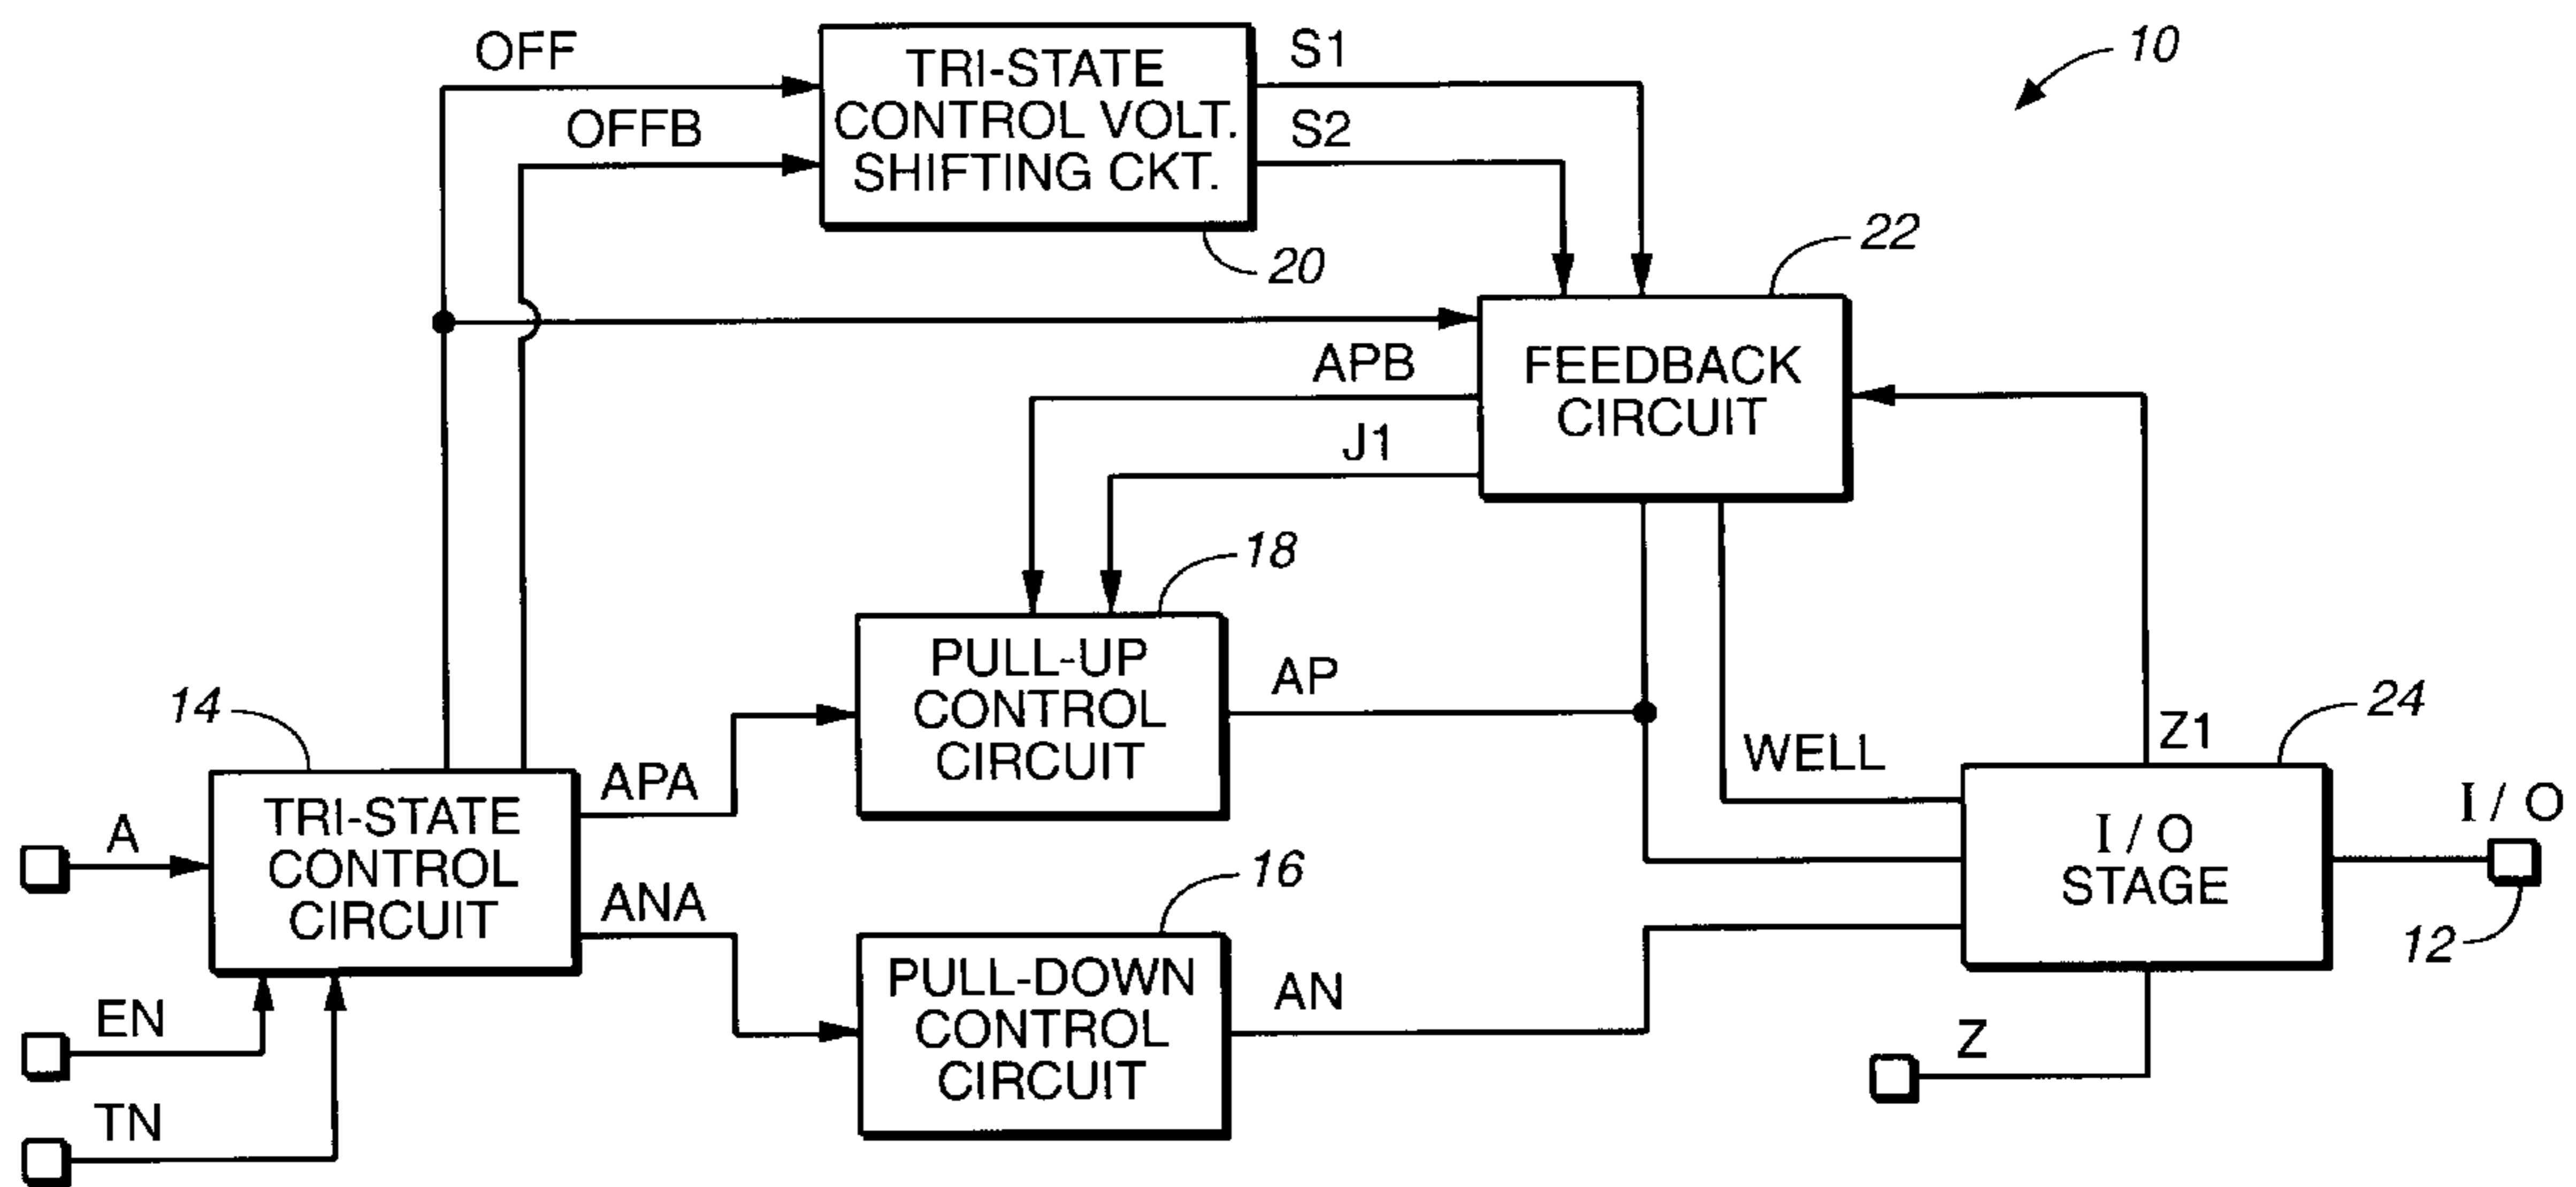 OFF
OFFB
TRI-STATE
CONTROL VOLT.
SHIFTING CKT.
S1
S2
10
20
22
APB
J1
FEEDBACK
CIRCUIT
18
14
PULL-UP
CONTROL
CIRCUIT
AP
WELL
Z1
24
APA
ANA
A
TRI-STATE
CONTROL
CIRCUIT
EN
TN
16
PULL-DOWN
CONTROL
CIRCUIT
AN
I / O
STAGE
I / O
12
Z